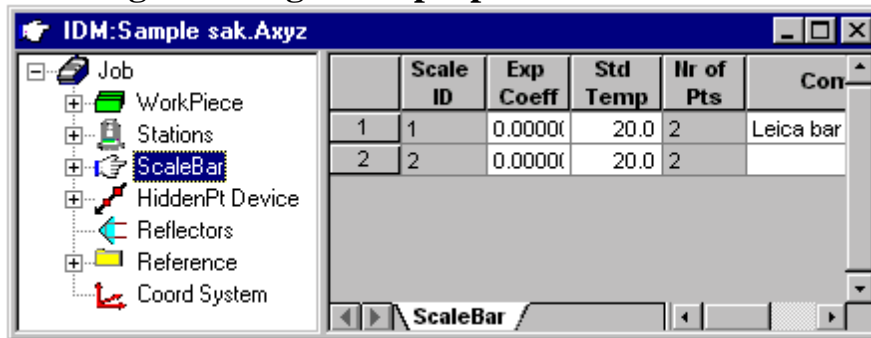 IDM:Sample sak.Axyz
Job
WorkPiece
Stations
ScaleBar
HiddenPt Device
Reflectors
Reference
Coord System
Scale ID Exp Coeff Std Temp Nr of Pts
1 1 0.0000 20.0 2 Leica bar
2 2 0.0000 20.0 2
ScaleBar